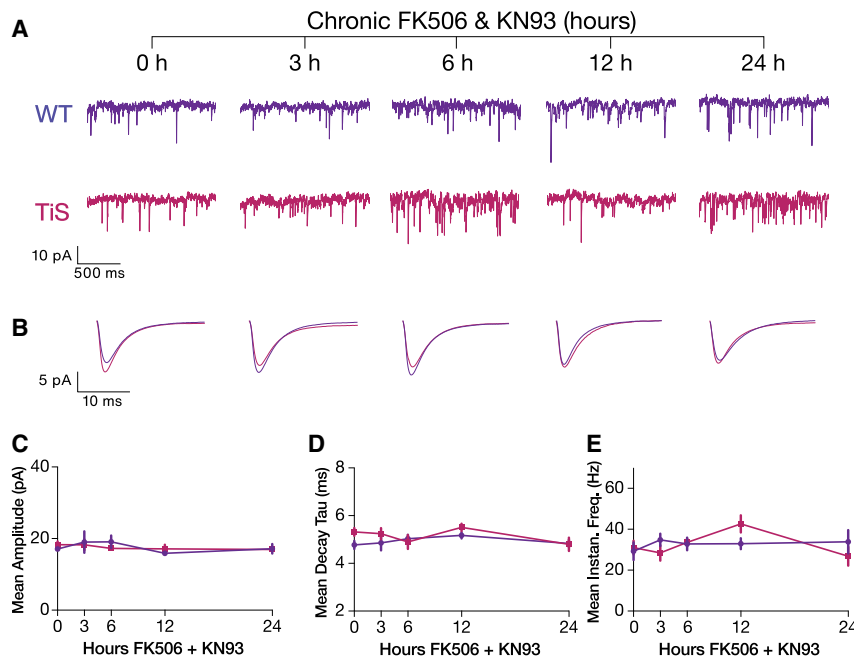 A
Chronic FK506 & KN93 (hours)
0 h 3 h 6 h 12 h 24 h
WT
TiS
10 pA
500 ms
B
5 pA
10 ms
C
Mean Amplitude (pA)
40
20
0
0 3 6 12 24
Hours FK506 + KN93
D
Mean Decay Tau (ms)
8
6
4
2
0 3 6 12 24
Hours FK506 + KN93
E
Mean Instan. Freq. (Hz)
60
40
20
0
0 3 6 12 24
Hours FK506 + KN93